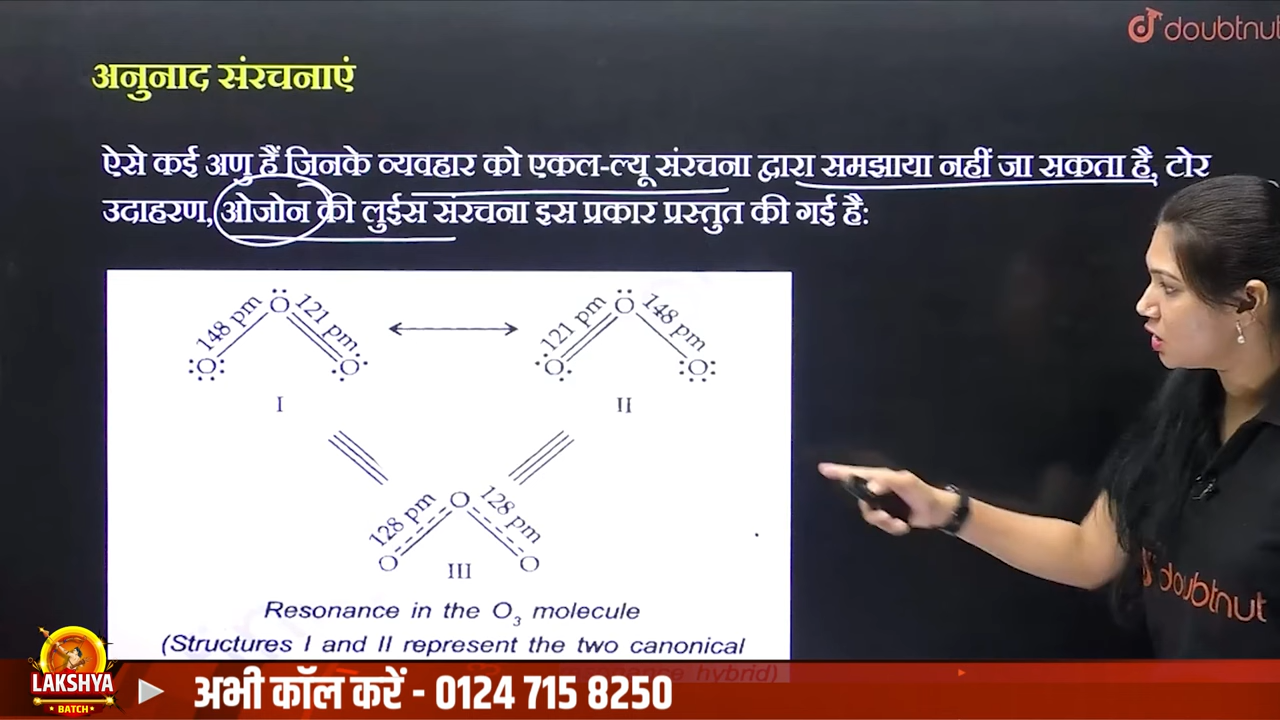 doubtnut
अनुनाद संरचनाएं
ऐसे कई अणु हैं जिनके व्यवहार को एकल-ल्यू संरचना द्वारा समझाया नहीं जा सकता है, टोर
उदाहरण, ओजोन की लुईस संरचना इस प्रकार प्रस्तुत की गई है:
148 pm O 121 pm O O
121 pm O 148 pm O O
I
II
128 pm O 128 pm O O
III
Resonance in the O₃ molecule
(Structures I and II represent the two canonical
hybrid)
doubtnut
LAKSHYA
BATCH
अभी कॉल करें - 0124 715 8250